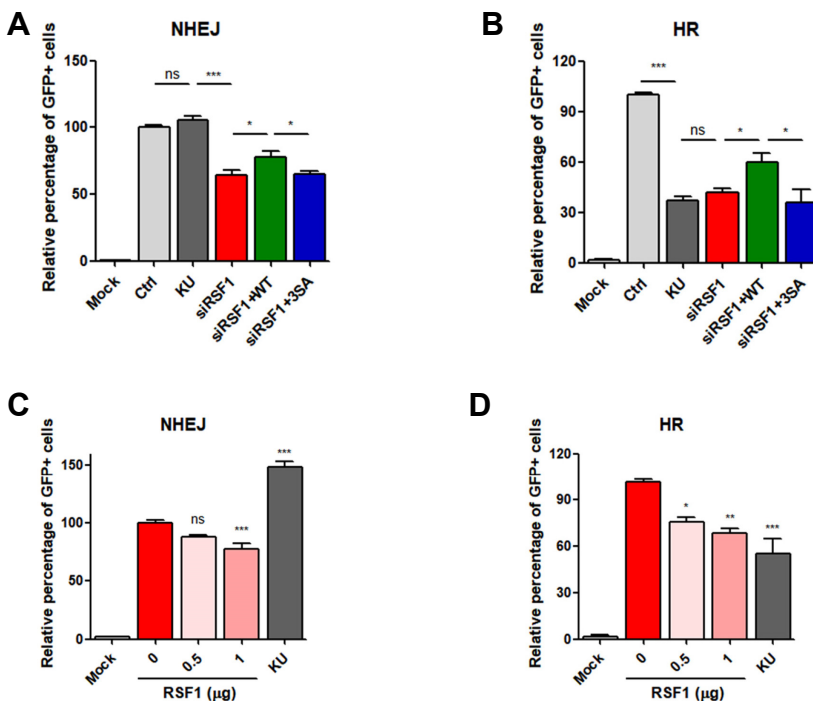 A
NHEJ
Relative percentage of GFP+ cells
150
100
50
0
ns
***
*
*
Mock
Ctrl
KU
siRSF1
siRSF1+WT
siRSF1+3SA
B
HR
Relative percentage of GFP+ cells
120
90
60
30
0
***
ns
*
*
Mock
Ctrl
KU
siRSF1
siRSF1+WT
siRSF1+3SA
C
NHEJ
Relative percentage of GFP+ cells
150
100
50
0
ns
***
***
Mock
0
0.5
1
KU
RSF1 (μg)
D
HR
Relative percentage of GFP+ cells
120
90
60
30
0
*
**
***
Mock
0
0.5
1
KU
RSF1 (μg)